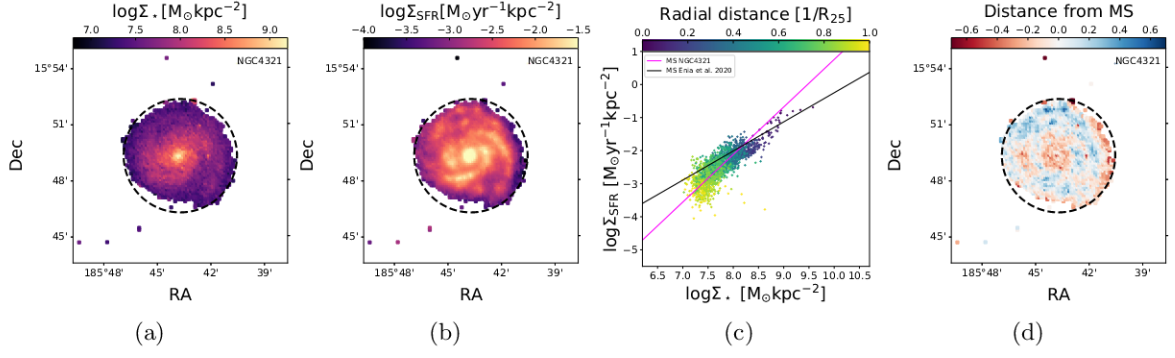 logΣ⋆ [M⊙kpc⁻²]
7.0 7.5 8.0 8.5 9.0
NGC4321
15°54'
51'
48'
45'
Dec
185°48' 45' 42' 39'
RA
(a)
logΣSFR[M⊙yr⁻¹kpc⁻²]
−4.0 −3.5 −3.0 −2.5 −2.0 −1.5
NGC4321
15°54'
51'
48'
45'
Dec
185°48' 45' 42' 39'
RA
(b)
Radial distance [1/R25]
0.0 0.2 0.4 0.6 0.8 1.0
MS NGC4321
MS Enia et al. 2020
1
0
−1
−2
−3
−4
−5
logΣSFR [M⊙yr⁻¹kpc⁻²]
6.5 7.0 7.5 8.0 8.5 9.0 9.5 10.0 10.5
logΣ⋆ [M⊙kpc⁻²]
(c)
Distance from MS
−0.6 −0.4 −0.2 0.0 0.2 0.4 0.6
NGC4321
15°54'
51'
48'
45'
Dec
185°48' 45' 42' 39'
RA
(d)